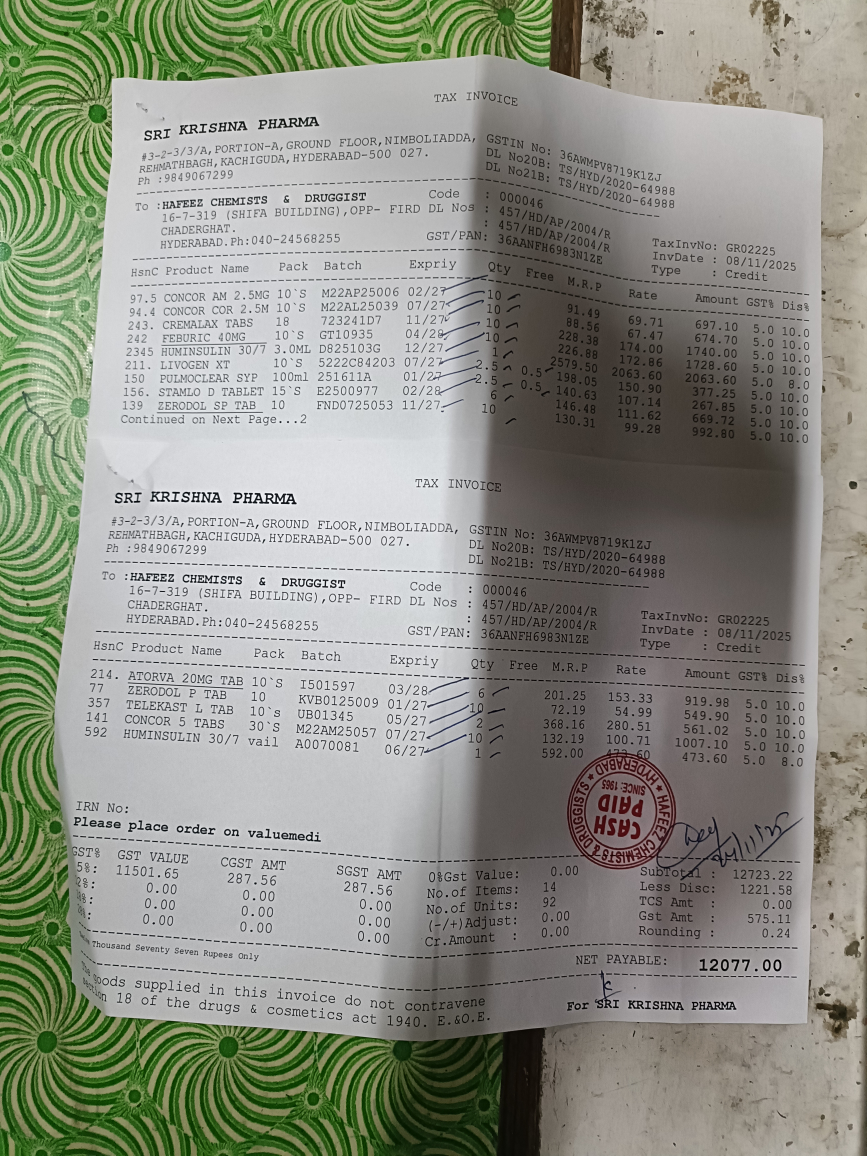 TAX INVOICE
SRI KRISHNA PHARMA
#3-2-3/3/A,PORTION-A,GROUND FLOOR,NIMBOLIADDA, GSTIN No: 36AWMPV8719K1ZJ
REHMATHBAGH,KACHIGUDA,HYDERABAD-500 027. DL No20B: TS/HYD/2020-64988
Ph :9849067299 DL No21B: TS/HYD/2020-64988
To :HAFEEZ CHEMISTS & DRUGGIST Code : 000046
16-7-319 (SHIFA BUILDING),OPP- FIRD DL Nos : 457/HD/AP/2004/R
CHADERGHAT. : 457/HD/AP/2004/R TaxInvNo: GR02225
HYDERABAD.Ph:040-24568255 GST/PAN: 36AANFH6983N1ZE InvDate : 08/11/2025
Type : Credit
HsnC Product Name Pack Batch Expriy Qty Free M.R.P Rate Amount GST% Dis%
97.5 CONCOR AM 2.5MG 10`S M22AP25006 02/27 10 91.49 69.71 697.10 5.0 10.0
94.4 CONCOR COR 2.5M 10`S M22AL25039 07/27 10 88.56 67.47 674.70 5.0 10.0
243. CREMALAX TABS 18 723241D7 11/27 10 228.38 174.00 1740.00 5.0 10.0
242 FEBURIC 40MG 10`S GT10935 04/28 10 226.88 172.86 1728.60 5.0 10.0
2345 HUMINSULIN 30/7 3.0ML D825103G 12/27 1 2579.50 2063.60 2063.60 5.0 8.0
211. LIVOGEN XT 10`S 5222C84203 07/27 2.5 0.5 198.05 150.90 377.25 5.0 10.0
150 PULMOCLEAR SYP 100ml 251611A 01/27 2.5 0.5 140.63 107.14 267.85 5.0 10.0
156. STAMLO D TABLET 15`S E2500977 02/28 6 146.48 111.62 669.72 5.0 10.0
139 ZERODOL SP TAB 10 FND0725053 11/27 10 130.31 99.28 992.80 5.0 10.0
Continued on Next Page...2
TAX INVOICE
SRI KRISHNA PHARMA
#3-2-3/3/A,PORTION-A,GROUND FLOOR,NIMBOLIADDA, GSTIN No: 36AWMPV8719K1ZJ
REHMATHBAGH,KACHIGUDA,HYDERABAD-500 027. DL No20B: TS/HYD/2020-64988
Ph :9849067299 DL No21B: TS/HYD/2020-64988
To :HAFEEZ CHEMISTS & DRUGGIST Code : 000046
16-7-319 (SHIFA BUILDING),OPP- FIRD DL Nos : 457/HD/AP/2004/R
CHADERGHAT. : 457/HD/AP/2004/R TaxInvNo: GR02225
HYDERABAD.Ph:040-24568255 GST/PAN: 36AANFH6983N1ZE InvDate : 08/11/2025
Type : Credit
HsnC Product Name Pack Batch Expriy Qty Free M.R.P Rate Amount GST% Dis%
214. ATORVA 20MG TAB 10`S I501597 03/28 6 201.25 153.33 919.98 5.0 10.0
77 ZERODOL P TAB 10 KVB0125009 01/27 10 72.19 54.99 549.90 5.0 10.0
357 TELEKAST L TAB 10`s UB01345 05/27 2 368.16 280.51 561.02 5.0 10.0
141 CONCOR 5 TABS 30`S M22AM25057 07/27 10 132.19 100.71 1007.10 5.0 10.0
592 HUMINSULIN 30/7 vail A0070081 06/27 1 592.00 473.60 473.60 5.0 8.0
HAFEEZ CHEMISTS & DRUGGISTS ★ HYDERABAD ★
SINCE: 1965
CASH
PAID
IRN No:
Please place order on valuemedi
GST% GST VALUE CGST AMT SGST AMT 0%Gst Value: 0.00 SubTotal : 12723.22
5%: 11501.65 287.56 287.56 No.of Items: 14 Less Disc: 1221.58
0.00 0.00 0.00 No.of Units: 92 TCS Amt : 0.00
0.00 0.00 0.00 (-/+)Adjust: 0.00 Gst Amt : 575.11
0.00 0.00 0.00 Cr.Amount : 0.00 Rounding : 0.24
Thousand Seventy Seven Rupees Only NET PAYABLE: 12077.00
goods supplied in this invoice do not contravene
18 of the drugs & cosmetics act 1940. E.&O.E. For SRI KRISHNA PHARMA